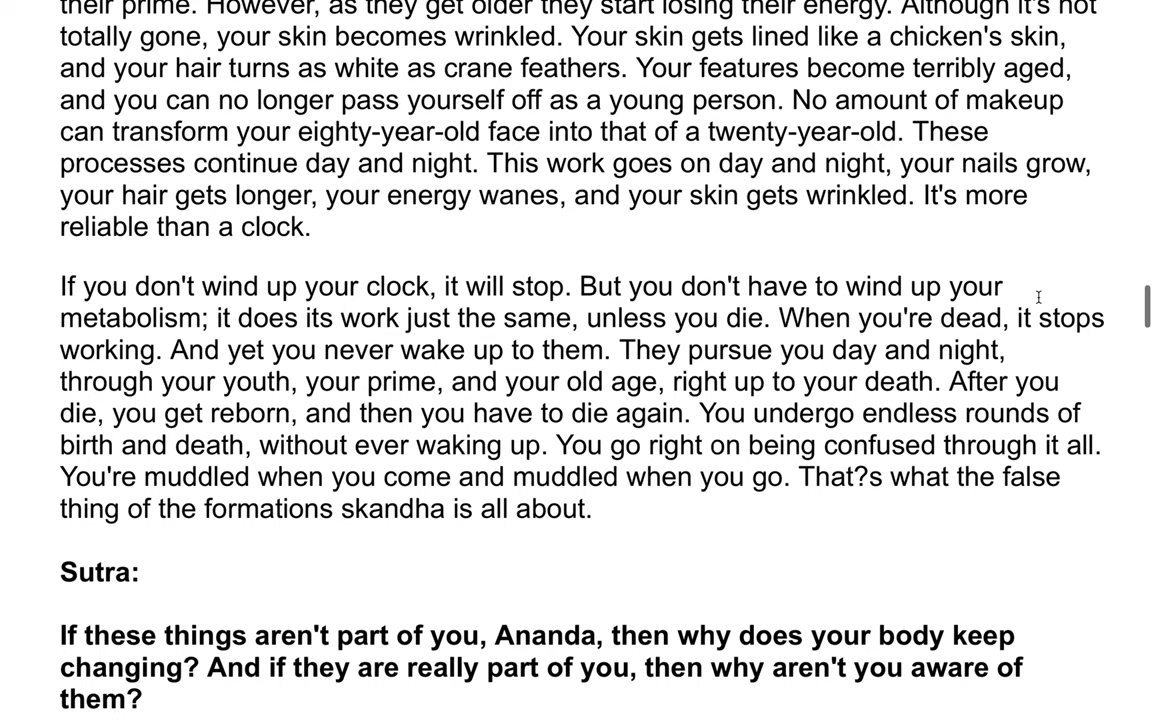 their prime. However, as they get older they start losing their energy. Although it's not
totally gone, your skin becomes wrinkled. Your skin gets lined like a chicken's skin,
and your hair turns as white as crane feathers. Your features become terribly aged,
and you can no longer pass yourself off as a young person. No amount of makeup
can transform your eighty-year-old face into that of a twenty-year-old. These
processes continue day and night. This work goes on day and night, your nails grow,
your hair gets longer, your energy wanes, and your skin gets wrinkled. It's more
reliable than a clock.
If you don't wind up your clock, it will stop. But you don't have to wind up your
metabolism; it does its work just the same, unless you die. When you're dead, it stops
working. And yet you never wake up to them. They pursue you day and night,
through your youth, your prime, and your old age, right up to your death. After you
die, you get reborn, and then you have to die again. You undergo endless rounds of
birth and death, without ever waking up. You go right on being confused through it all.
You're muddled when you come and muddled when you go. That?s what the false
thing of the formations skandha is all about.
Sutra:
If these things aren't part of you, Ananda, then why does your body keep
changing? And if they are really part of you, then why aren't you aware of
them?